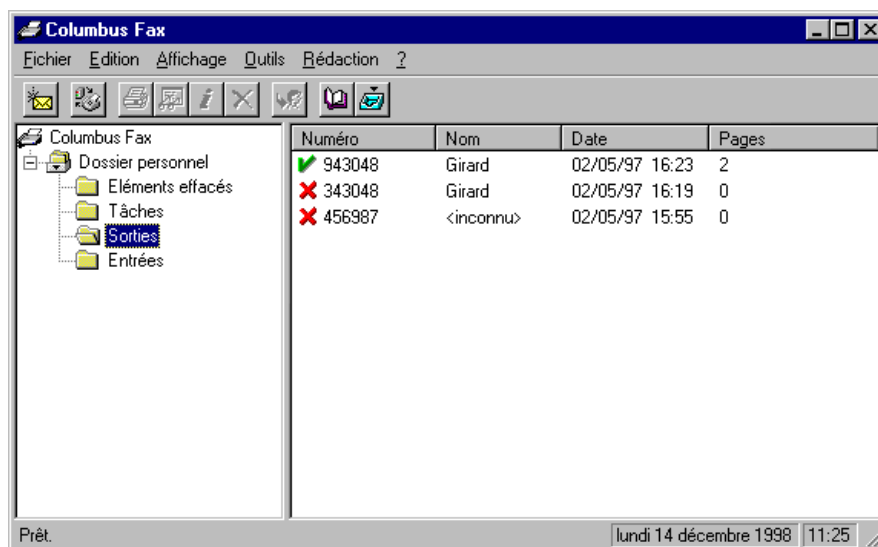 Columbus Fax
Fichier Edition Affichage Outils Rédaction ?
Columbus Fax
Dossier personnel
Eléments effacés
Tâches
Sorties
Entrées
Numéro Nom Date Pages
943048 Girard 02/05/97 16:23 2
343048 Girard 02/05/97 16:19 0
456987 <inconnu> 02/05/97 15:55 0
Prêt. lundi 14 décembre 1998 11:25